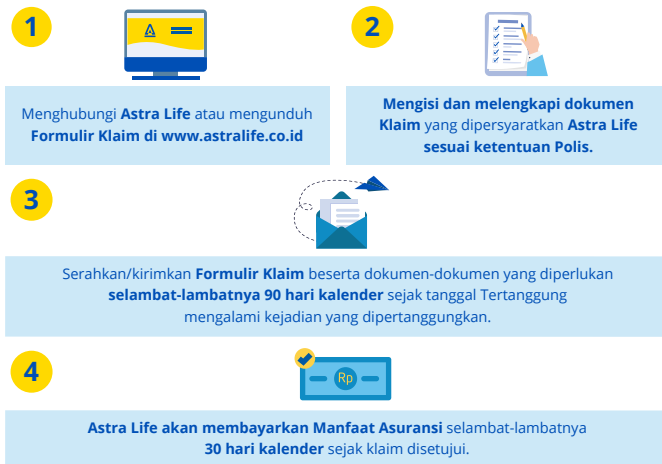 1
Menghubungi Astra Life atau mengunduh
Formulir Klaim di www.astralife.co.id
2
Mengisi dan melengkapi dokumen
Klaim yang dipersyaratkan Astra Life
sesuai ketentuan Polis.
3
Serahkan/kirimkan Formulir Klaim beserta dokumen-dokumen yang diperlukan
selambat-lambatnya 90 hari kalender sejak tanggal Tertanggung
mengalami kejadian yang dipertanggungkan.
4
Rp
Astra Life akan membayarkan Manfaat Asuransi selambat-lambatnya
30 hari kalender sejak klaim disetujui.